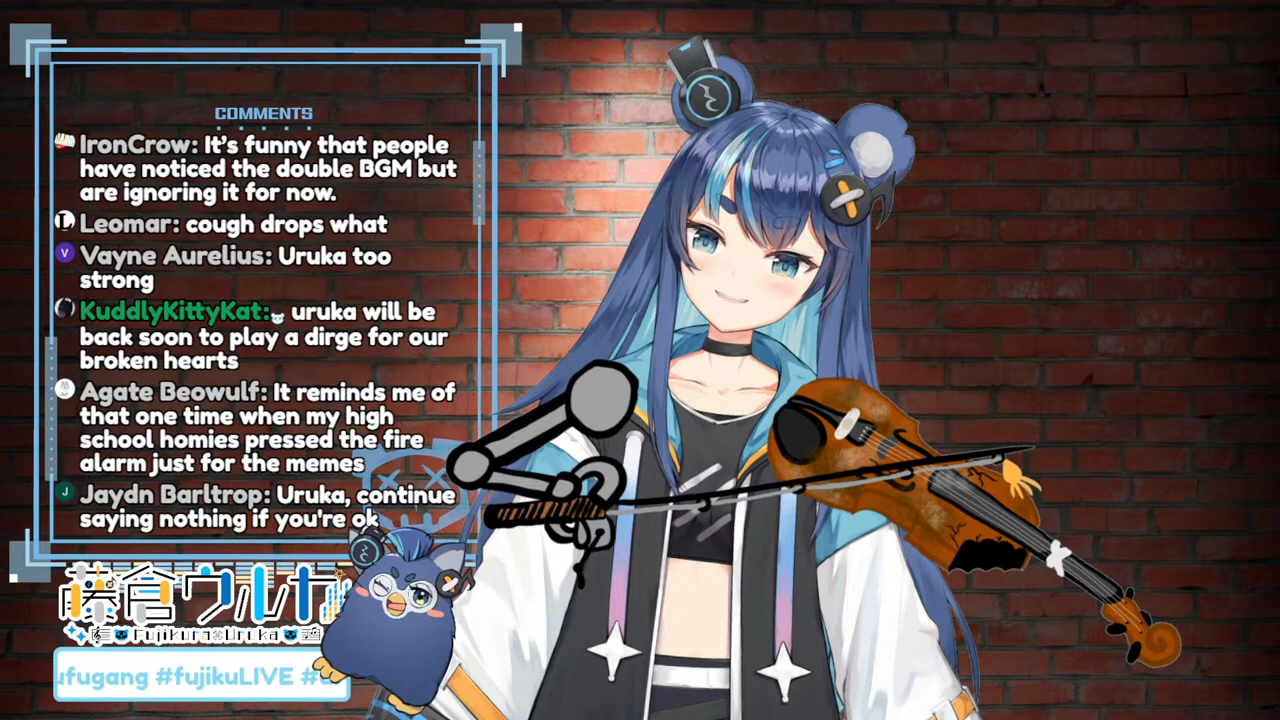 COMMENTS
IronCrow: It's funny that people
have noticed the double BGM but
are ignoring it for now.
Leomar: cough drops what
Vayne Aurelius: Uruka too
strong
KuddlyKittyKat: uruka will be
back soon to play a dirge for our
broken hearts
Agate Beowulf: It reminds me of
that one time when my high
school homies pressed the fire
alarm just for the memes
Jaydn Barltrop: Uruka, continue
saying nothing if you're ok
藤倉ウルカ
Fujikura Uruka
ufugang #fujikuLIVE